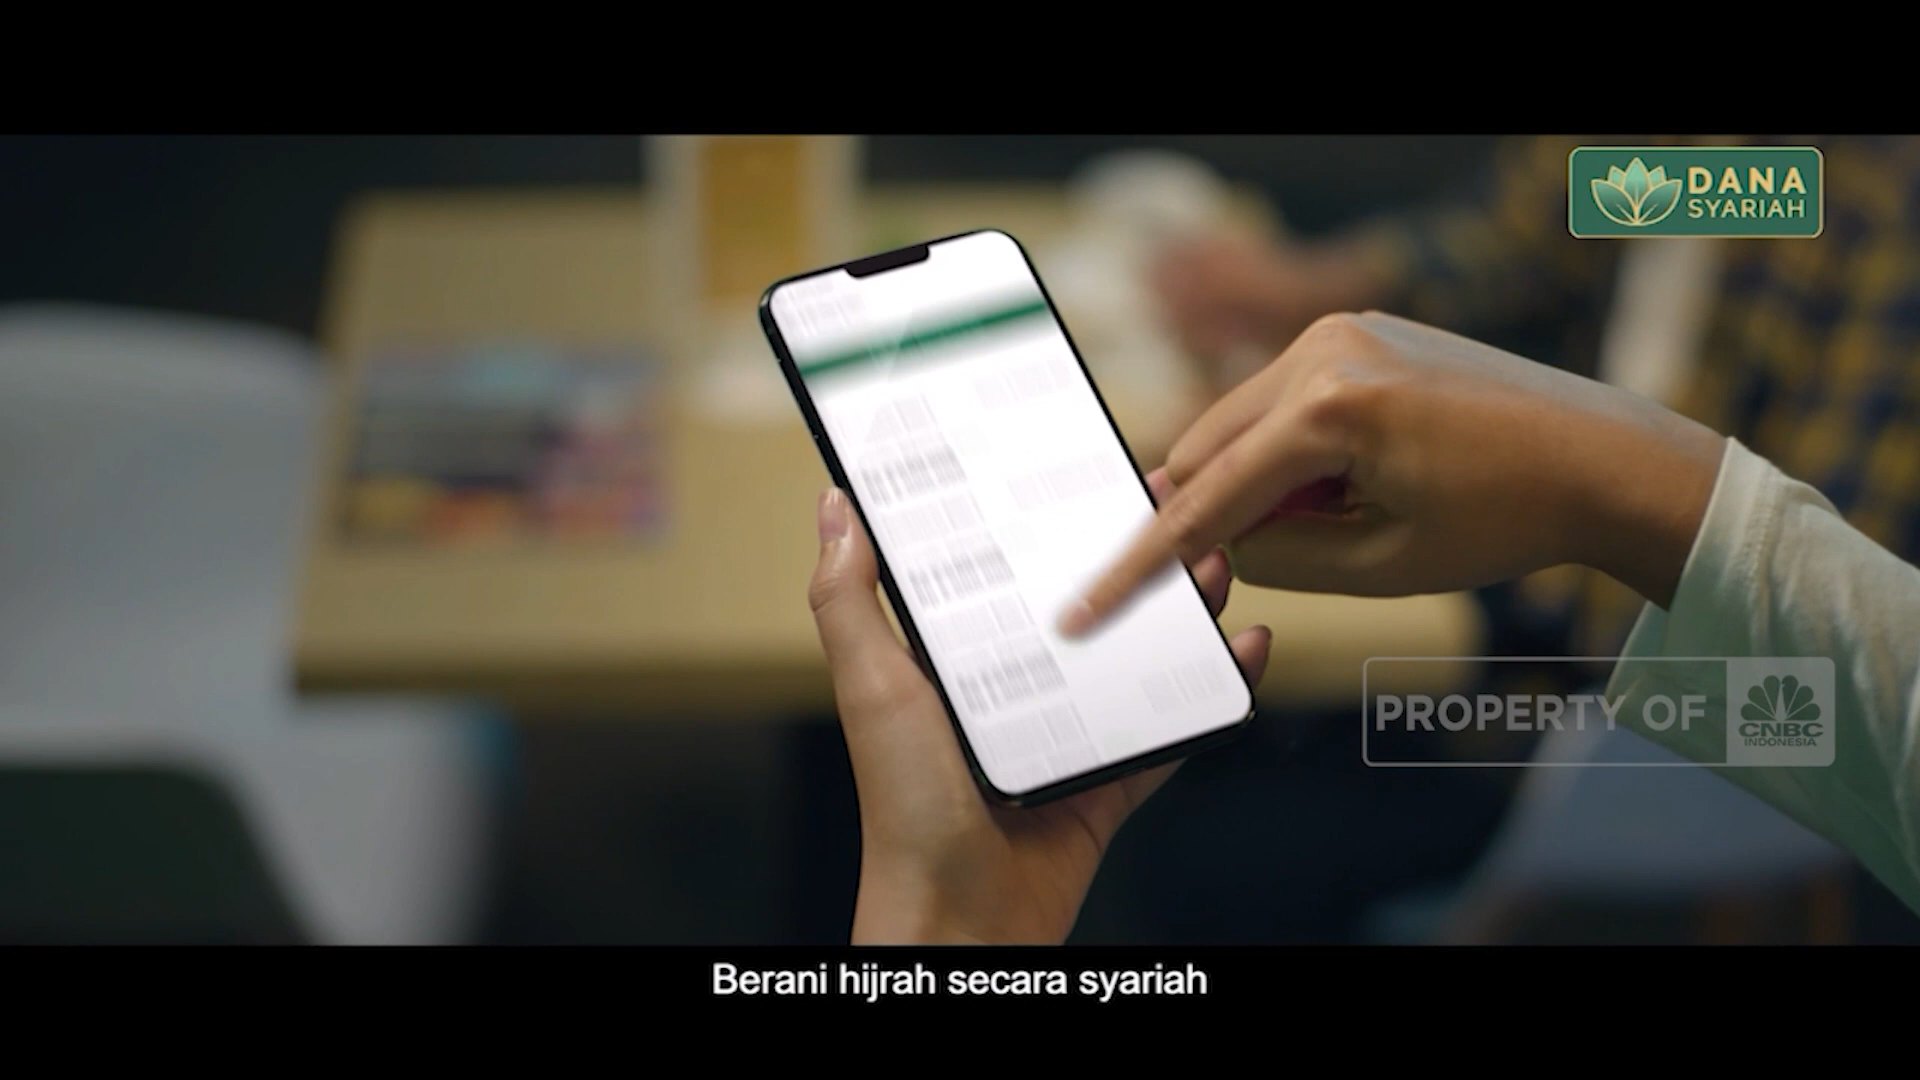 DANA
SYARIAH
PROPERTY OF
CNBC
INDONESIA
Berani hijrah secara syariah